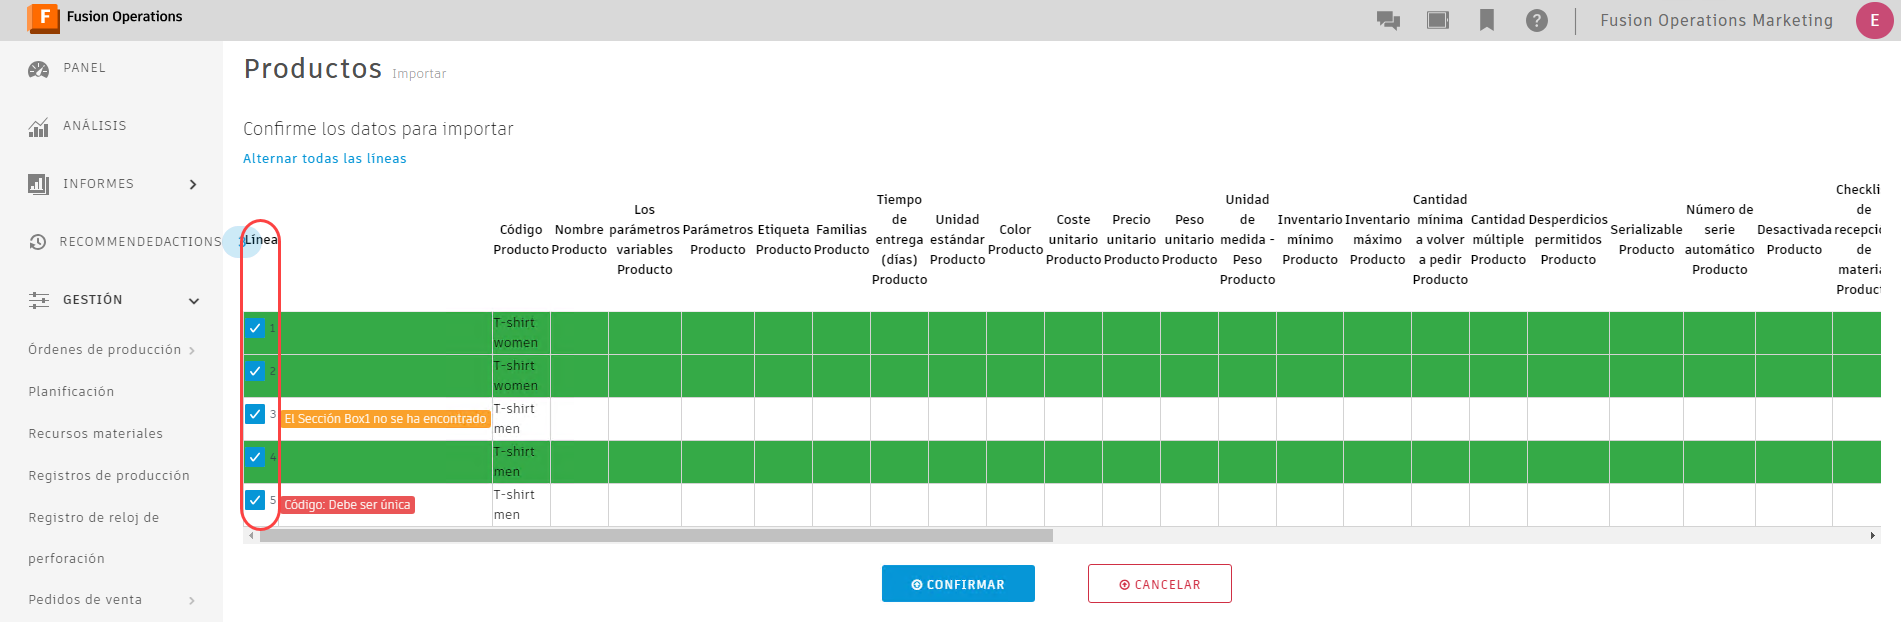 F Fusion Operations
? Fusion Operations Marketing E
PANEL
ANÁLISIS
INFORMES
RECOMMENDEDACTIONS
GESTIÓN
Órdenes de producción
Planificación
Recursos materiales
Registros de producción
Registro de reloj de
perforación
Pedidos de venta
Productos Importar
Confirme los datos para importar
Alternar todas las líneas
Línea
Código
Producto
Nombre
Producto
Los
parámetros
variables
Producto
Parámetros
Producto
Etiqueta
Producto
Familias
Producto
Tiempo
de
entrega
(días)
Producto
Unidad
estándar
Producto
Color
Producto
Coste
unitario
Producto
Precio
unitario
Producto
Peso
unitario
Producto
Unidad
de
medida -
Peso
Producto
Inventario
mínimo
Producto
Inventario
máximo
Producto
Cantidad
mínima
a volver
a pedir
Producto
Cantidad
múltiple
Producto
Desperdicios
permitidos
Producto
Serializable
Producto
Número de
serie
automático
Producto
Desactivada
Producto
Checkli
de
recepci
de
materia
Produc
1 T-shirt
women
2 T-shirt
women
3 El Sección Box1 no se ha encontrado T-shirt
men
4 T-shirt
men
5 Código: Debe ser única T-shirt
men
CONFIRMAR
CANCELAR